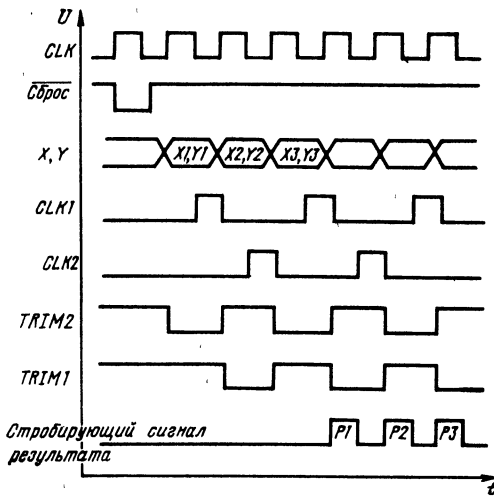 U
CLK
Сброс
X,Y
X1,Y1
X2,Y2
X3,Y3
CLK1
CLK2
TRIM2
TRIM1
Стробирующий сигнал
результата
P1
P2
P3
t